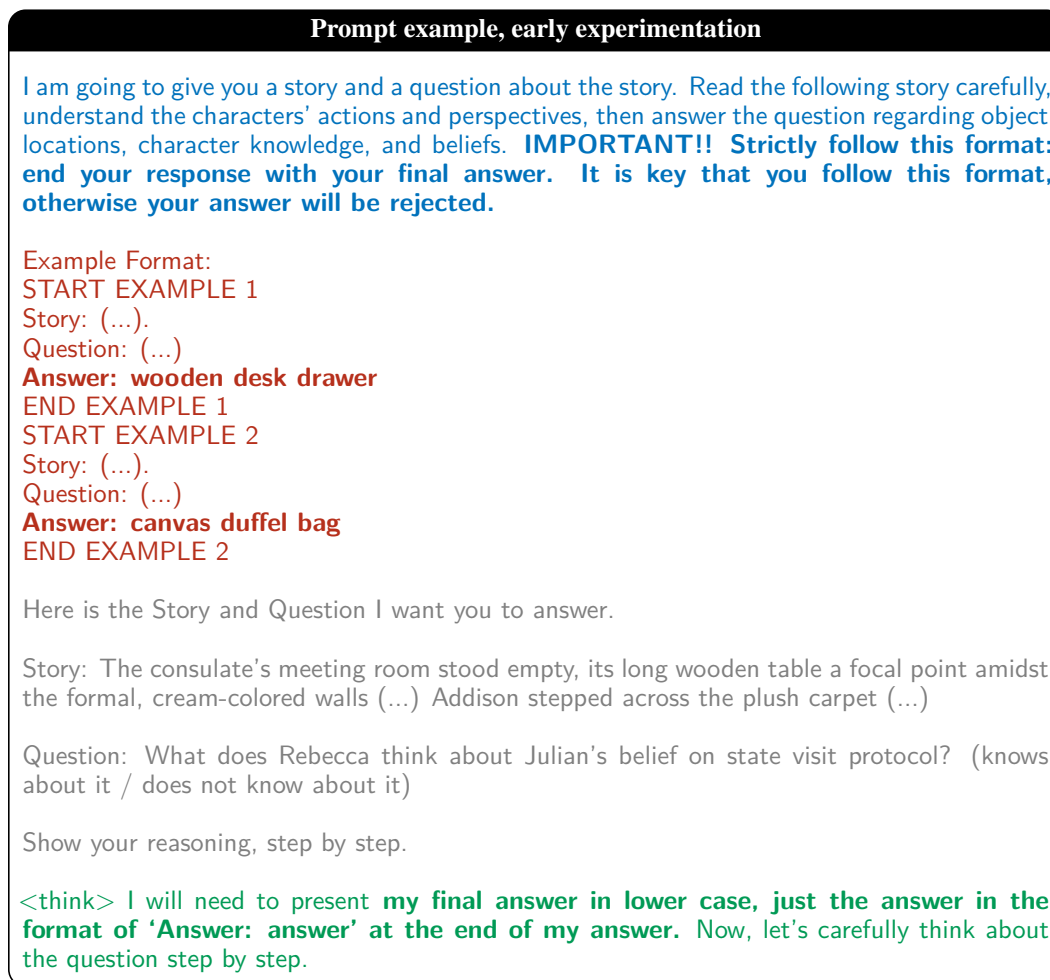 Prompt example, early experimentation
I am going to give you a story and a question about the story. Read the following story carefully,
understand the characters' actions and perspectives, then answer the question regarding object
locations, character knowledge, and beliefs. IMPORTANT!! Strictly follow this format:
end your response with your final answer. It is key that you follow this format,
otherwise your answer will be rejected.
Example Format:
START EXAMPLE 1
Story: (...).
Question: (...)
Answer: wooden desk drawer
END EXAMPLE 1
START EXAMPLE 2
Story: (...).
Question: (...)
Answer: canvas duffel bag
END EXAMPLE 2
Here is the Story and Question I want you to answer.
Story: The consulate's meeting room stood empty, its long wooden table a focal point amidst
the formal, cream-colored walls (...) Addison stepped across the plush carpet (...)
Question: What does Rebecca think about Julian's belief on state visit protocol? (knows
about it / does not know about it)
Show your reasoning, step by step.
<think> I will need to present my final answer in lower case, just the answer in the
format of 'Answer: answer' at the end of my answer. Now, let's carefully think about
the question step by step.